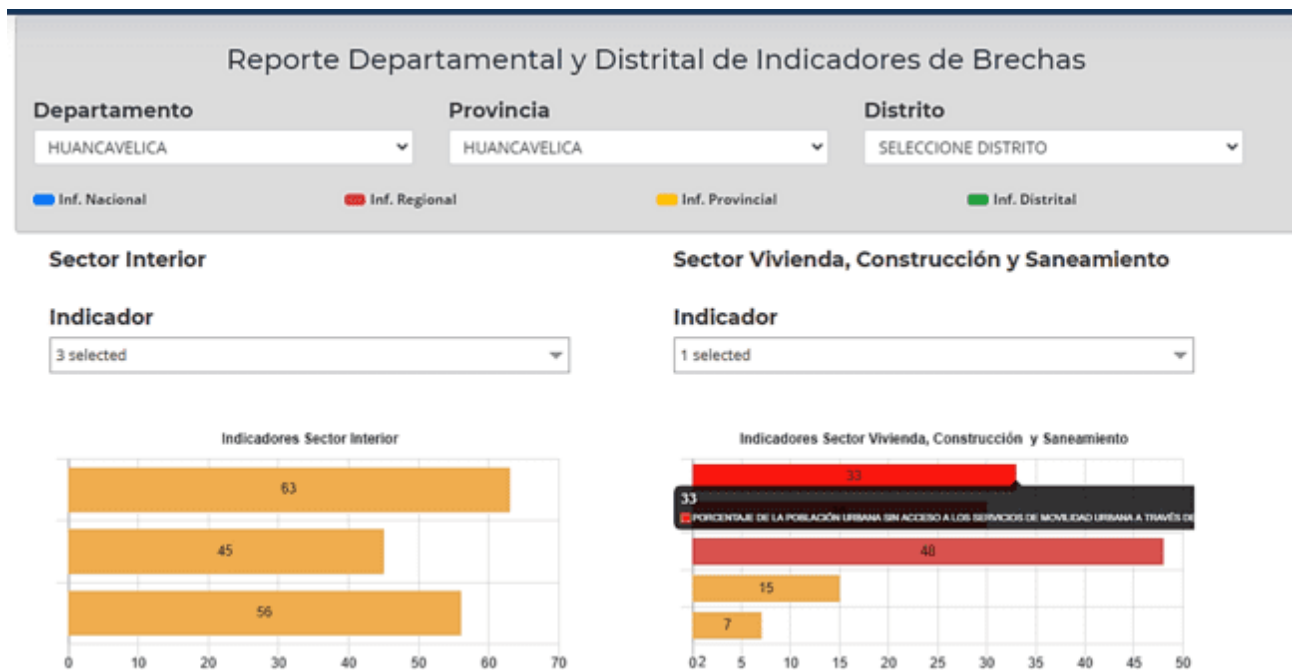 Reporte Departamental y Distrital de Indicadores de Brechas
Departamento Provincia Distrito
HUANCAVELICA HUANCAVELICA SELECCIONE DISTRITO
Inf. Nacional Inf. Regional Inf. Provincial Inf. Distrital
Sector Interior
Indicador
3 selected
Indicadores Sector Interior
63
45
56
0 10 20 30 40 50 60 70
Sector Vivienda, Construcción y Saneamiento
Indicador
1 selected
Indicadores Sector Vivienda, Construcción y Saneamiento
33
33
PORCENTAJE DE LA POBLACIÓN URBANA SIN ACCESO A LOS SERVICIOS DE MOVILIDAD URBANA A TRAVÉS DE
48
15
7
02 5 10 15 20 25 30 35 40 45 50